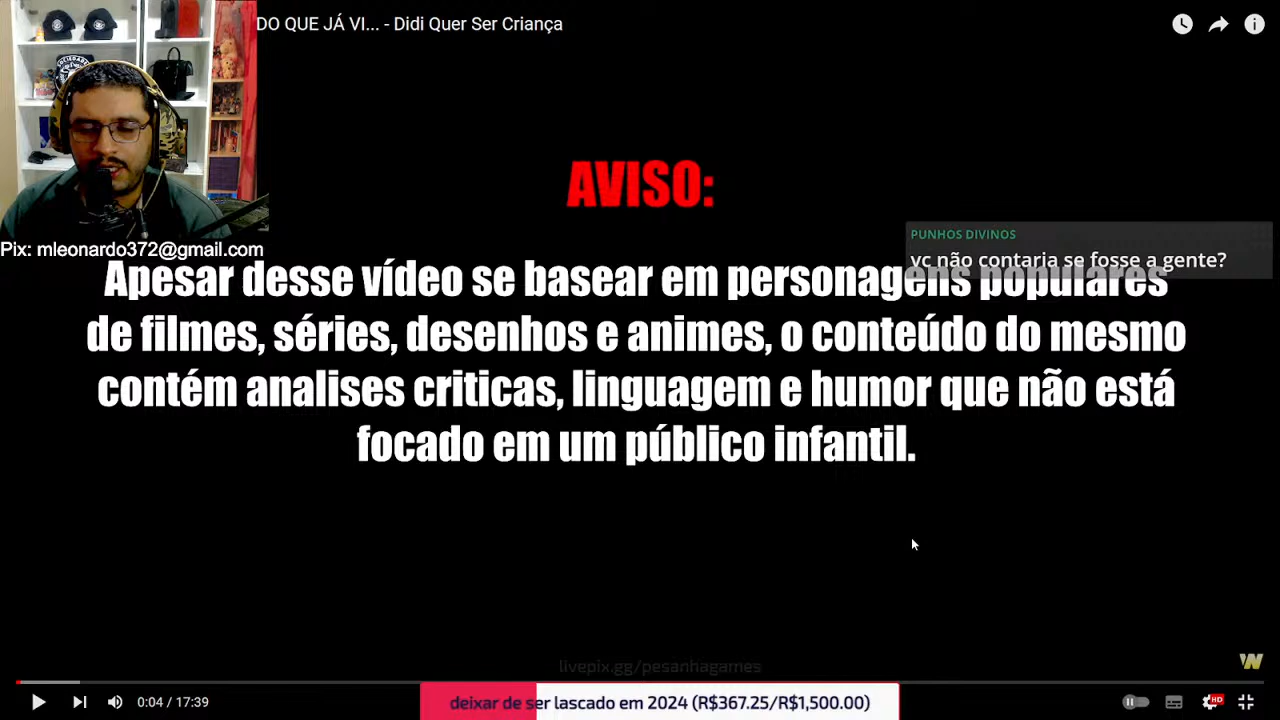 DO QUE JÁ VI... - Didi Quer Ser Criança
SOCIEDADE
AVISO:
Pix: mleonardo372@gmail.com
PUNHOS DIVINOS
vc não contaria se fosse a gente?
Apesar desse vídeo se basear em personagens populares
de filmes, séries, desenhos e animes, o conteúdo do mesmo
contém analises criticas, linguagem e humor que não está
focado em um público infantil.
livepix.gg/pesanhagames
W
0:04 / 17:39
deixar de ser lascado em 2024 (R$367.25/R$1,500.00)
HD